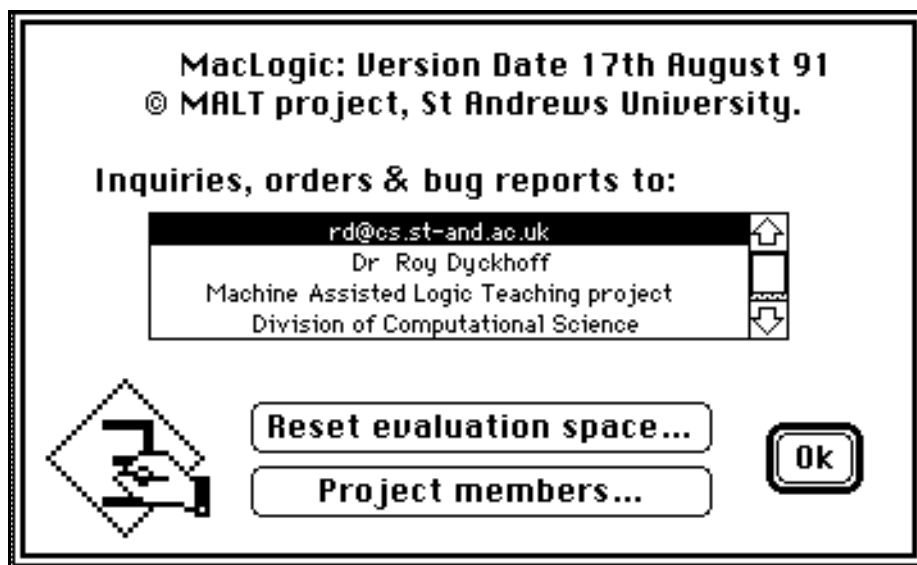 MacLogic: Version Date 17th August 91
© MALT project, St Andrews University.
Inquiries, orders & bug reports to:
rd@cs.st-and.ac.uk
Dr Roy Dyckhoff
Machine Assisted Logic Teaching project
Division of Computational Science
Reset evaluation space...
Project members...
Ok